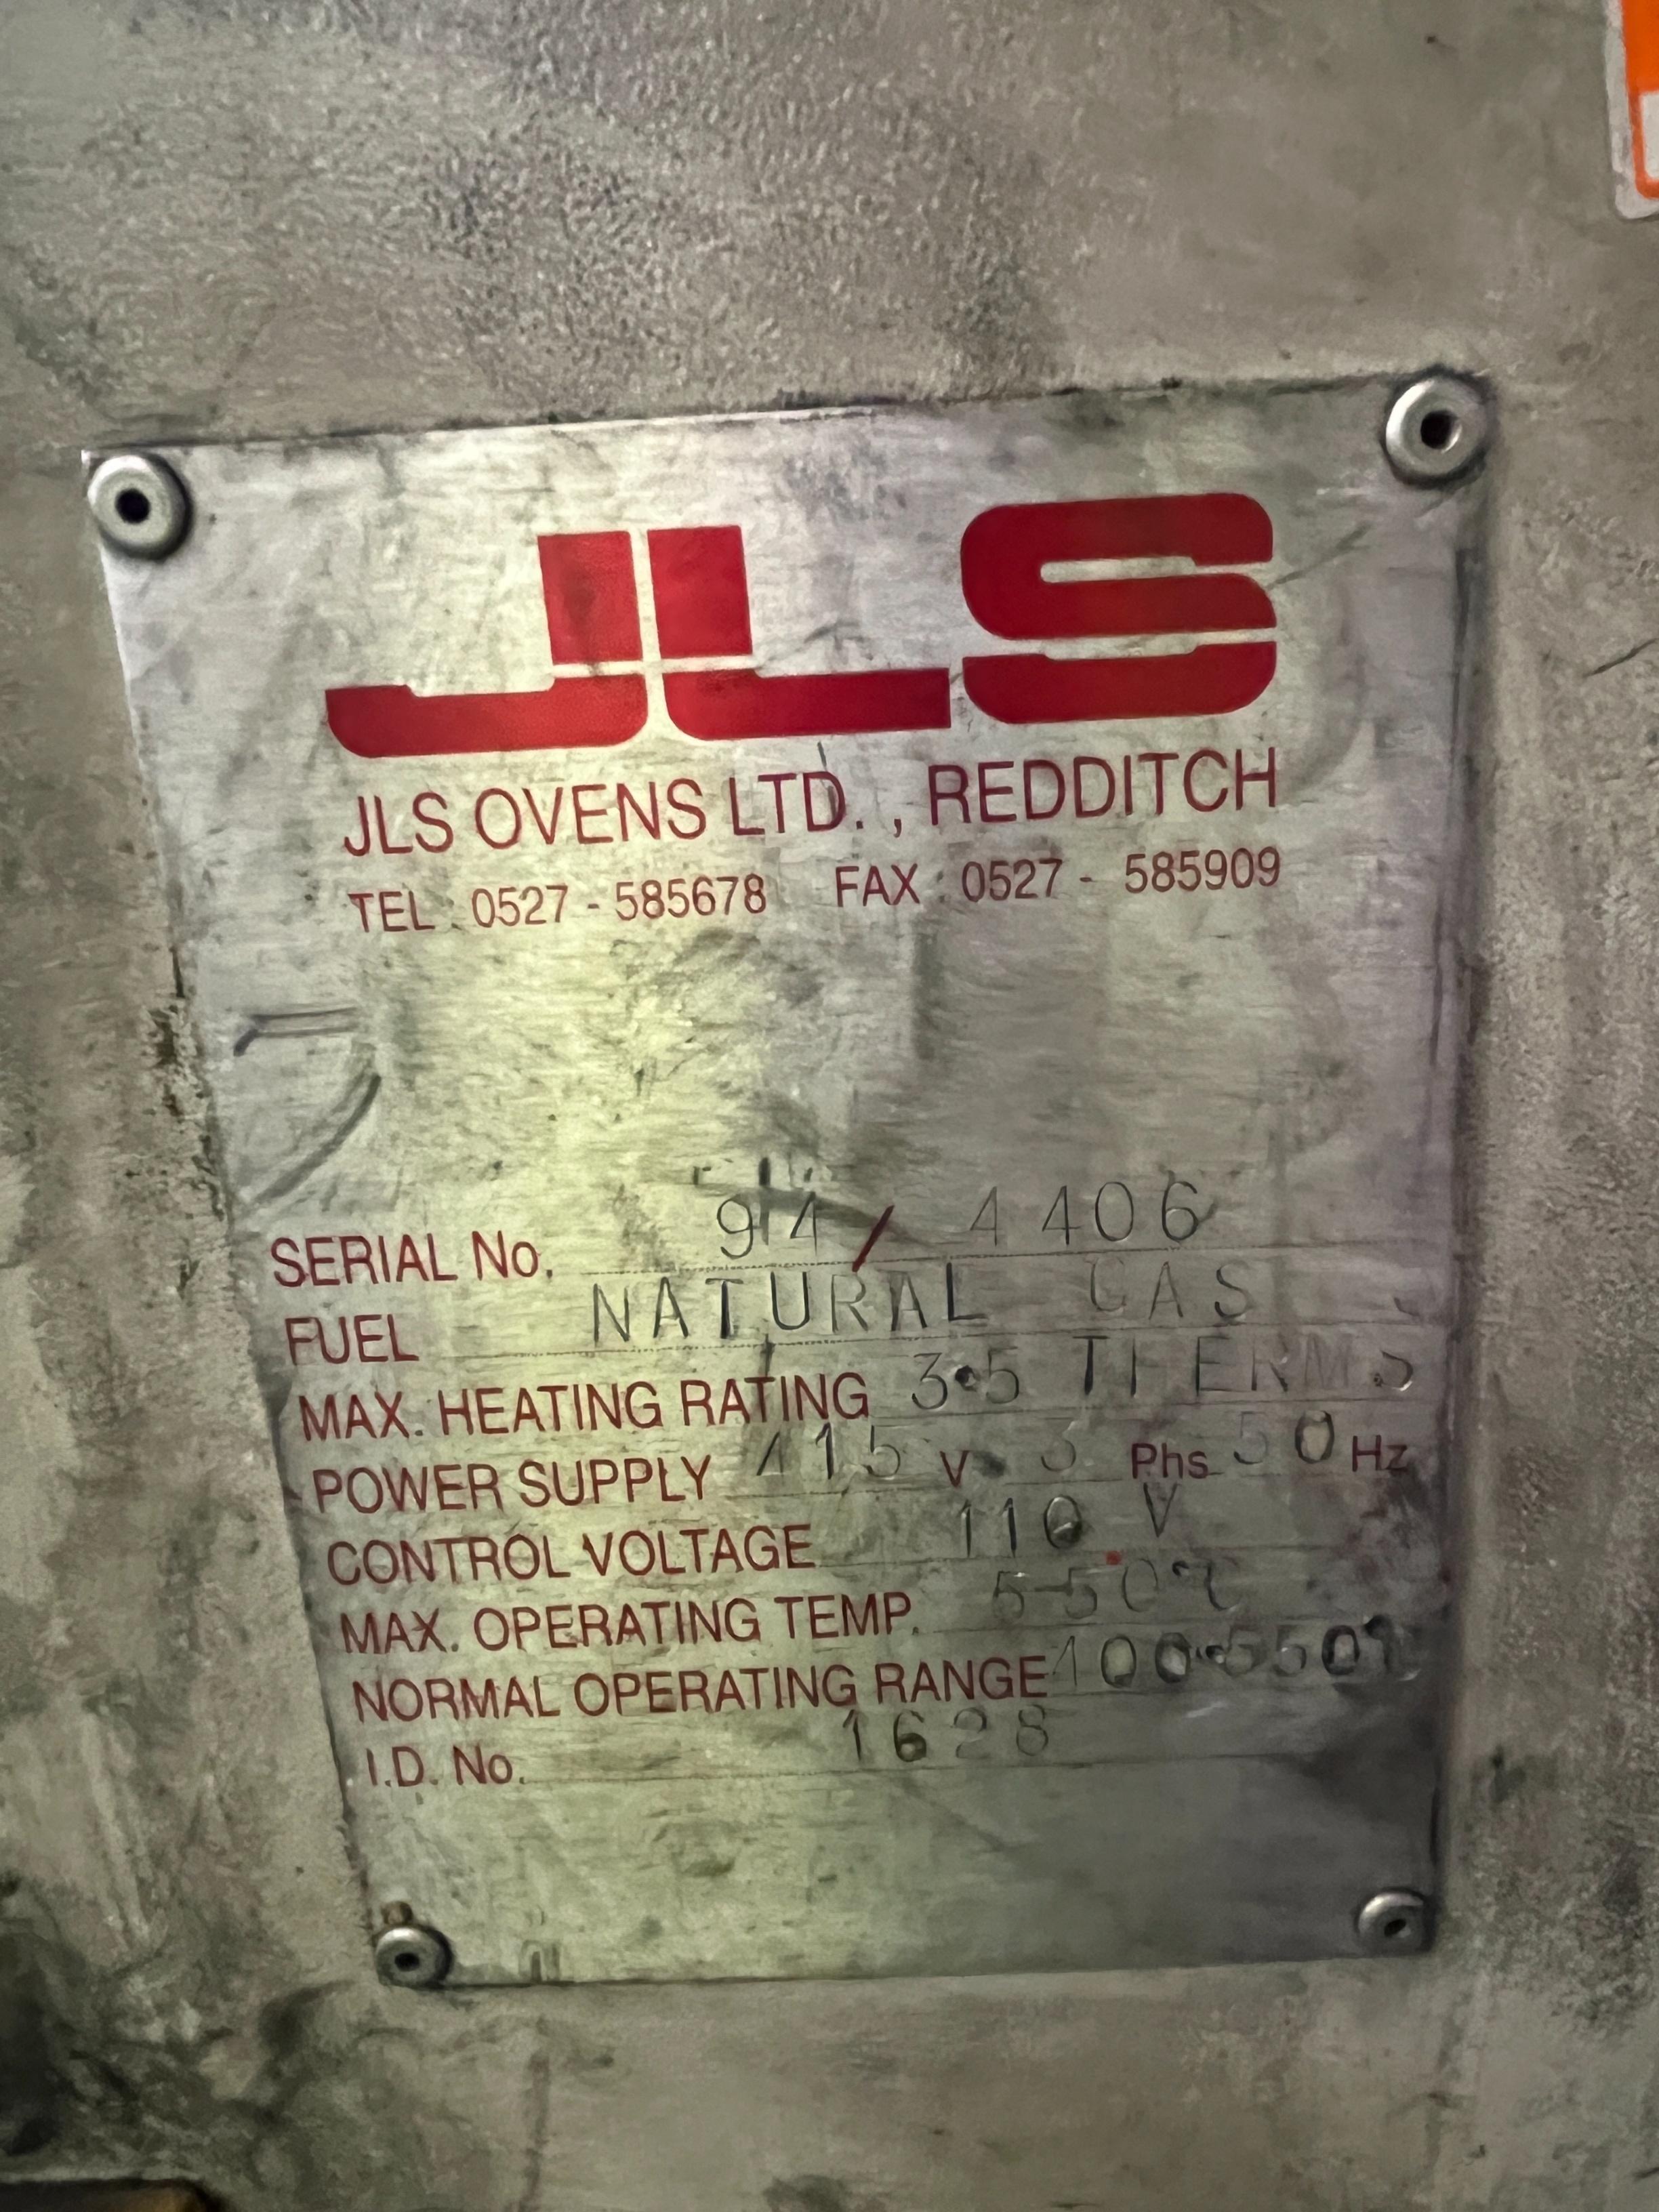 JLS
JLS OVENS LTD. , REDDITCH
TEL : 0527 - 585678 FAX : 0527 - 585909
SERIAL No. 94/ 4406
FUEL NATURAL GAS
MAX. HEATING RATING 3.5 THERMS
POWER SUPPLY 415 V 3 Phs 50 Hz
CONTROL VOLTAGE 110 V
MAX. OPERATING TEMP. 550°C
NORMAL OPERATING RANGE
I.D. No. 1628